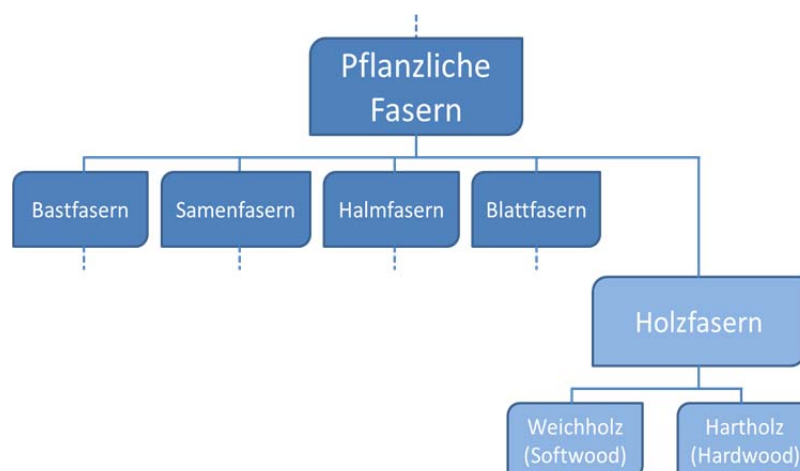 Pflanzliche
Fasern
Bastfasern
Samenfasern
Halmfasern
Blattfasern
Holzfasern
Weichholz
(Softwood)
Hartholz
(Hardwood)